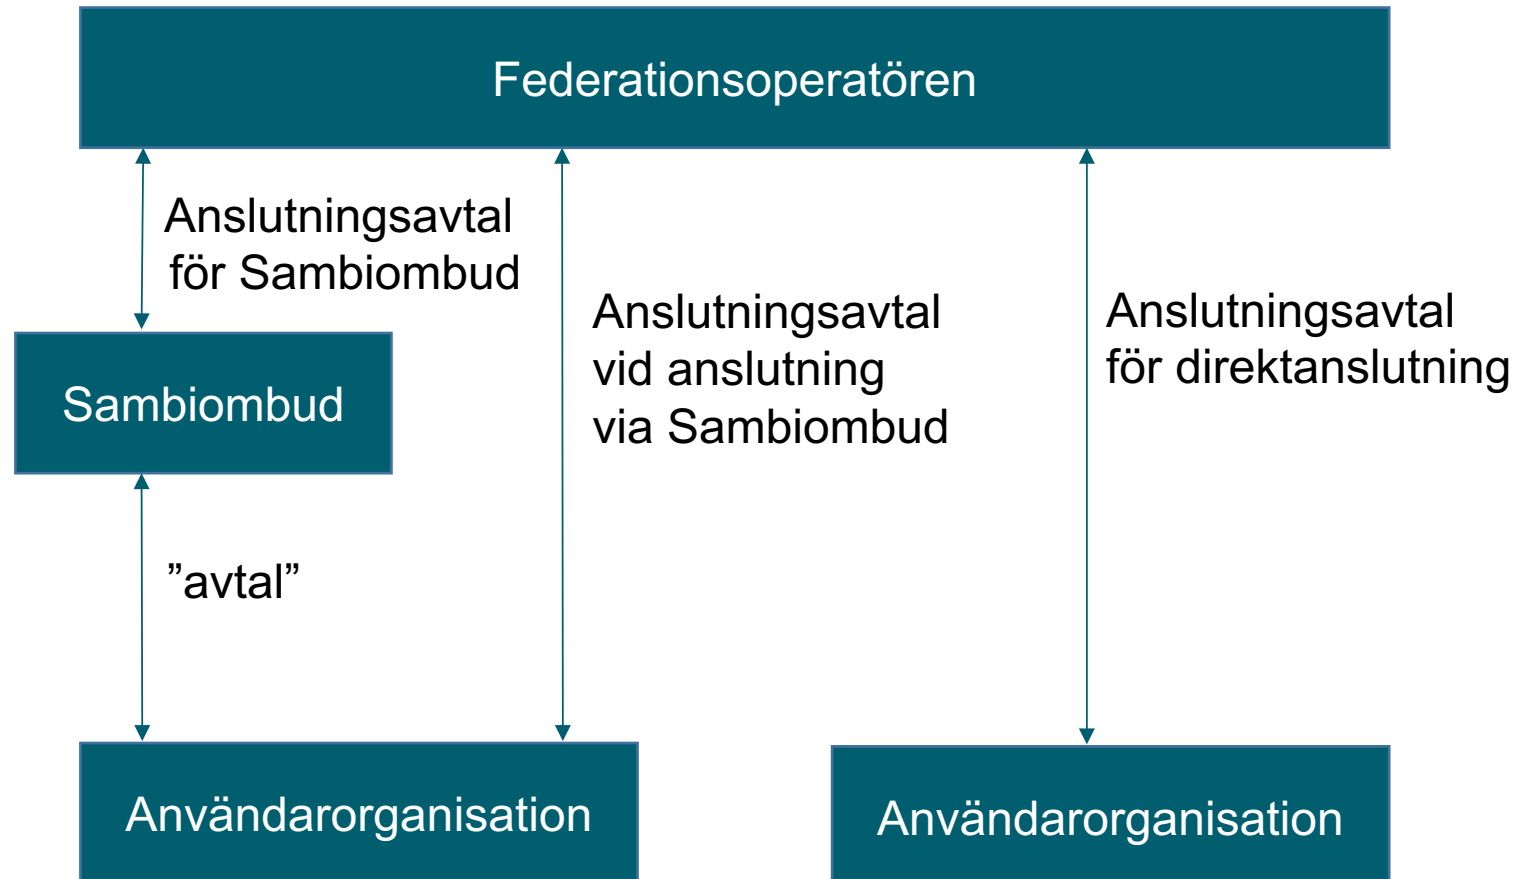 Federationsoperatören
Anslutningsavtal
för Sambiombud
Anslutningsavtal
vid anslutning
via Sambiombud
Anslutningsavtal
för direktanslutning
Sambiombud
”avtal”
Användarorganisation
Användarorganisation